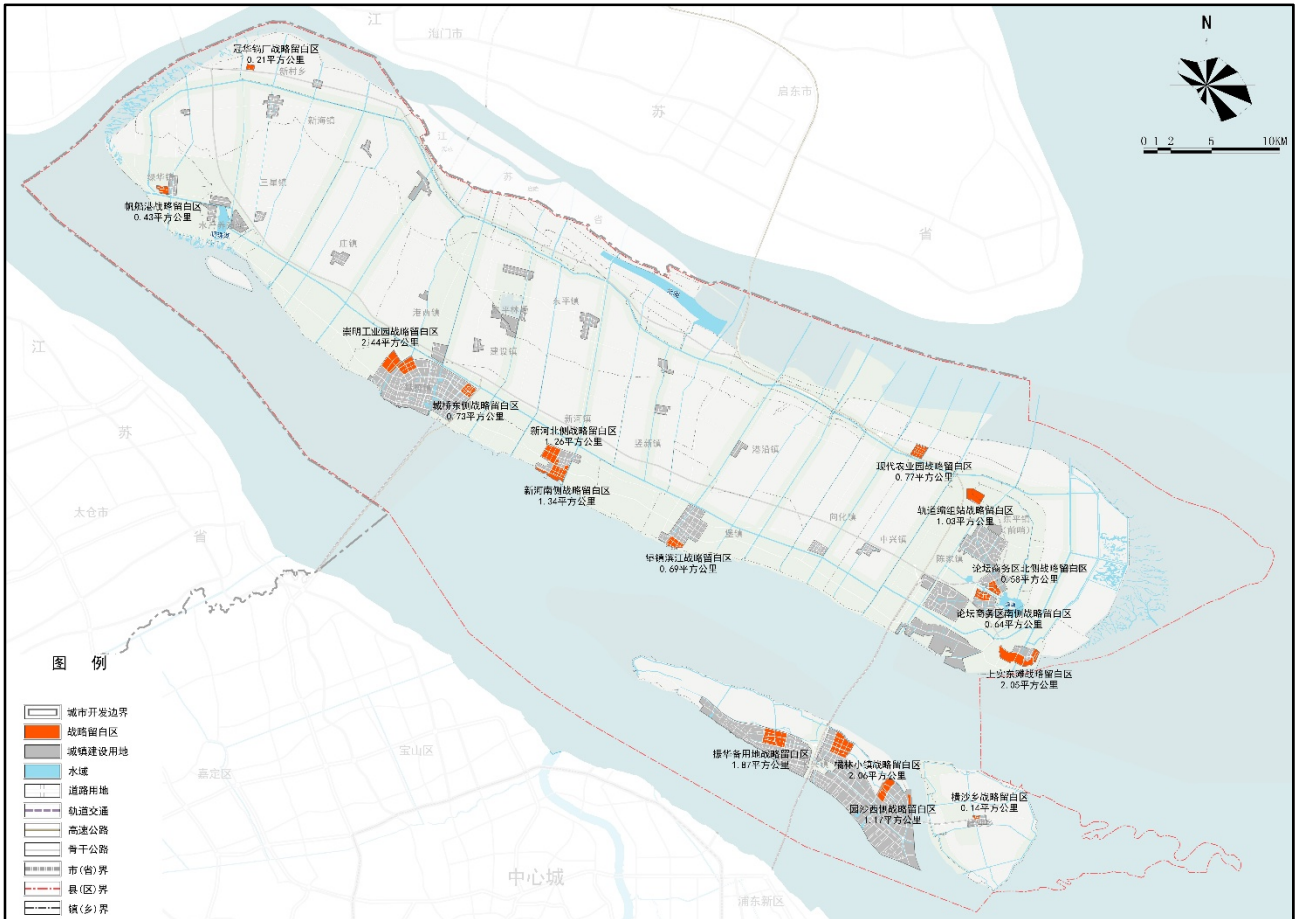 江
海门市
N
冠华锅厂战略留白区
0.21平方公里
新村乡
启东市
苏
0 1 2 5 10KM
新海镇
江
苏
省
三星镇
绿华镇
帆船港战略留白区
0.43平方公里
省
庄镇
港西镇
东平镇
崇明工业园战略留白区
2.44平方公里
建设镇
江
城桥东侧战略留白区
0.73平方公里
新河镇
新河北侧战略留白区
1.26平方公里
竖新镇
港沿镇
苏
现代农业园战略留白区
0.77平方公里
新河南侧战略留白区
1.34平方公里
轨道编组站战略留白区
1.03平方公里
太仓市
向化镇
东平镇
省
堡镇
中兴镇
堡镇滨江战略留白区
0.69平方公里
陈家镇
论坛商务区北侧战略留白区
0.58平方公里
论坛商务区南侧战略留白区
0.64平方公里
上实东滩战略留白区
2.05平方公里
图 例
城市开发边界
战略留白区
城镇建设用地
水域
道路用地
轨道交通
高速公路
骨干公路
市(省)界
县(区)界
镇(乡)界
宝山区
嘉定区
振华备用地战略留白区
1.87平方公里
橘林小镇战略留白区
2.06平方公里
圆沙西侧战略留白区
1.17平方公里
横沙乡战略留白区
0.14平方公里
中心城
浦东新区